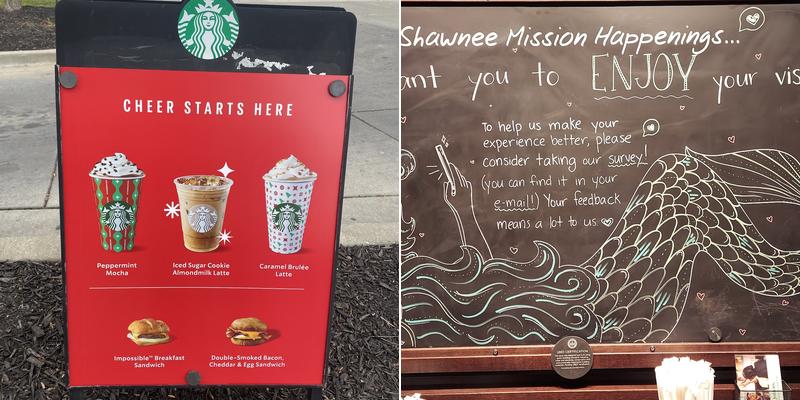 CHEER STARTS HERE
Peppermint
Mocha
Iced Sugar Cookie
Almondmilk Latte
Caramel Brulée
Latte
Impossible™ Breakfast
Sandwich
Double-Smoked Bacon,
Cheddar & Egg Sandwich
Shawnee Mission Happenings...
ant you to ENJOY your vis
To help us make your
experience better, please
consider taking our survey!
(you can find it in your
e-mail!) Your feedback
means a lot to us